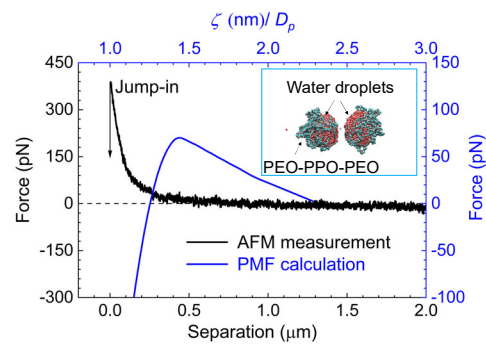 ζ (nm)/ Dₚ
1.0 1.5 2.0 2.5 3.0
450
300
150
0
-150
-300
Force (pN)
Jump-in
Water droplets
PEO-PPO-PEO
AFM measurement
PMF calculation
150
100
50
0
-50
-100
Force (pN)
0.0 0.5 1.0 1.5 2.0
Separation (μm)